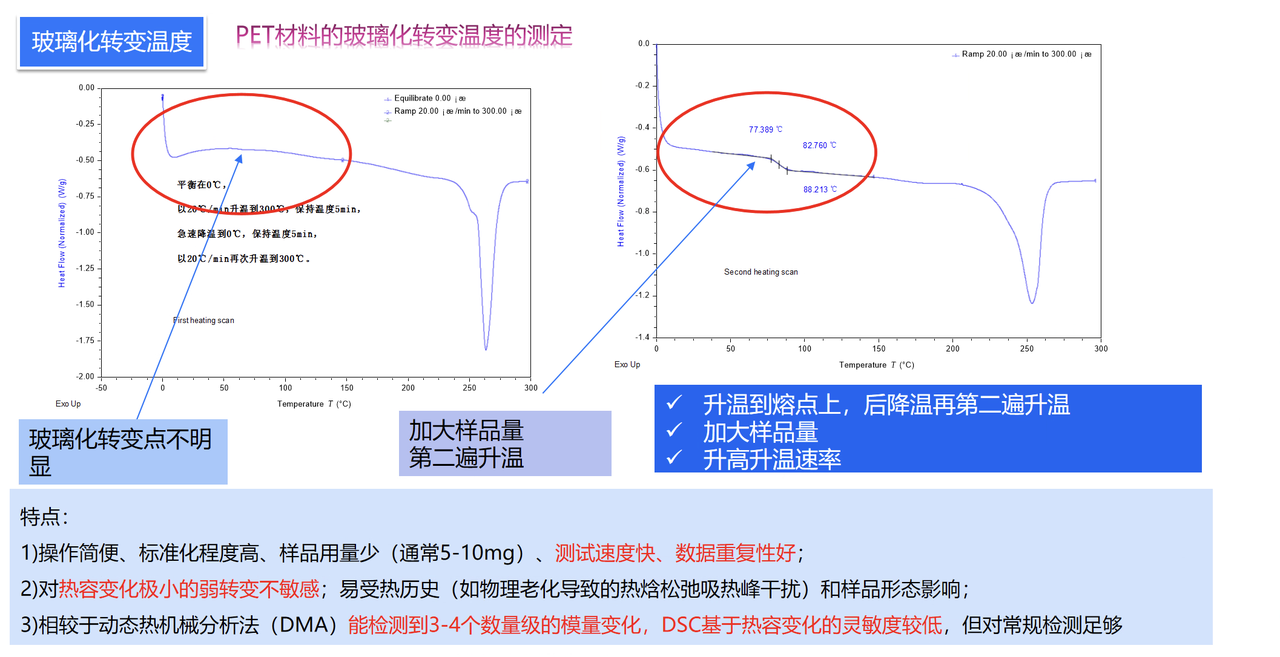 玻璃化转变温度
PET材料的玻璃化转变温度的测定
0.00
-0.25
-0.50
-0.75
-1.00
-1.25
-1.50
-1.75
-2.00
Heat Flow (Normalized) (W/g)
Equilibrate 0.00 ¡æ
Ramp 20.00 ¡æ/min to 300.00 ¡æ
平衡在0℃，
以20℃/min升温到300℃，保持温度5min，
急速降温到0℃，保持温度5min，
以20℃/min再次升温到300℃。
First heating scan
-50
0
50
100
150
200
250
300
Exo Up
Temperature T (°C)
0.0
-0.2
-0.4
-0.6
-0.8
-1.0
-1.2
-1.4
Heat Flow (Normalized) (W/g)
Ramp 20.00 ¡æ/min to 300.00 ¡æ
77.389 ℃
82.760 ℃
88.213 ℃
Second heating scan
0
50
100
150
200
250
300
Exo Up
Temperature T (°C)
玻璃化转变点不明
显
加大样品量
第二遍升温
✓ 升温到熔点上，后降温再第二遍升温
✓ 加大样品量
✓ 升高升温速率
特点：
1)操作简便、标准化程度高、样品用量少（通常5-10mg）、测试速度快、数据重复性好；
2)对热容变化极小的弱转变不敏感；易受热历史（如物理老化导致的热焓松弛吸热峰干扰）和样品形态影响；
3)相较于动态热机械分析法（DMA）能检测到3-4个数量级的模量变化，DSC基于热容变化的灵敏度较低，但对常规检测足够